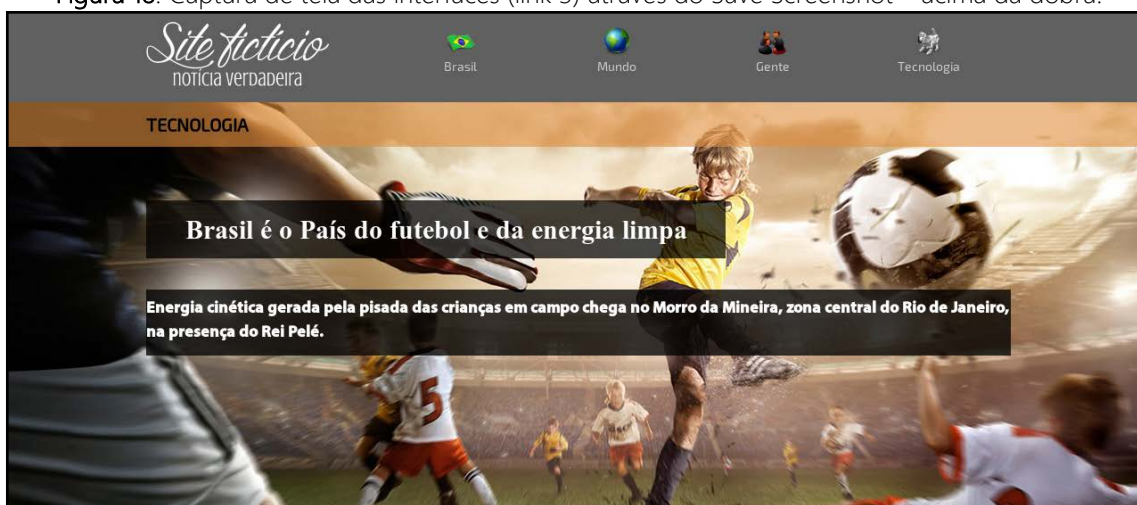 Figura 48: Captura de tela das interfaces (link 3) através do Save Screenshot – acima da dobra.
Site fictício
notícia verdadeira
Brasil
Mundo
Gente
Tecnologia
TECNOLOGIA
Brasil é o País do futebol e da energia limpa
Energia cinética gerada pela pisada das crianças em campo chega no Morro da Mineira, zona central do Rio de Janeiro,
na presença do Rei Pelé.
5